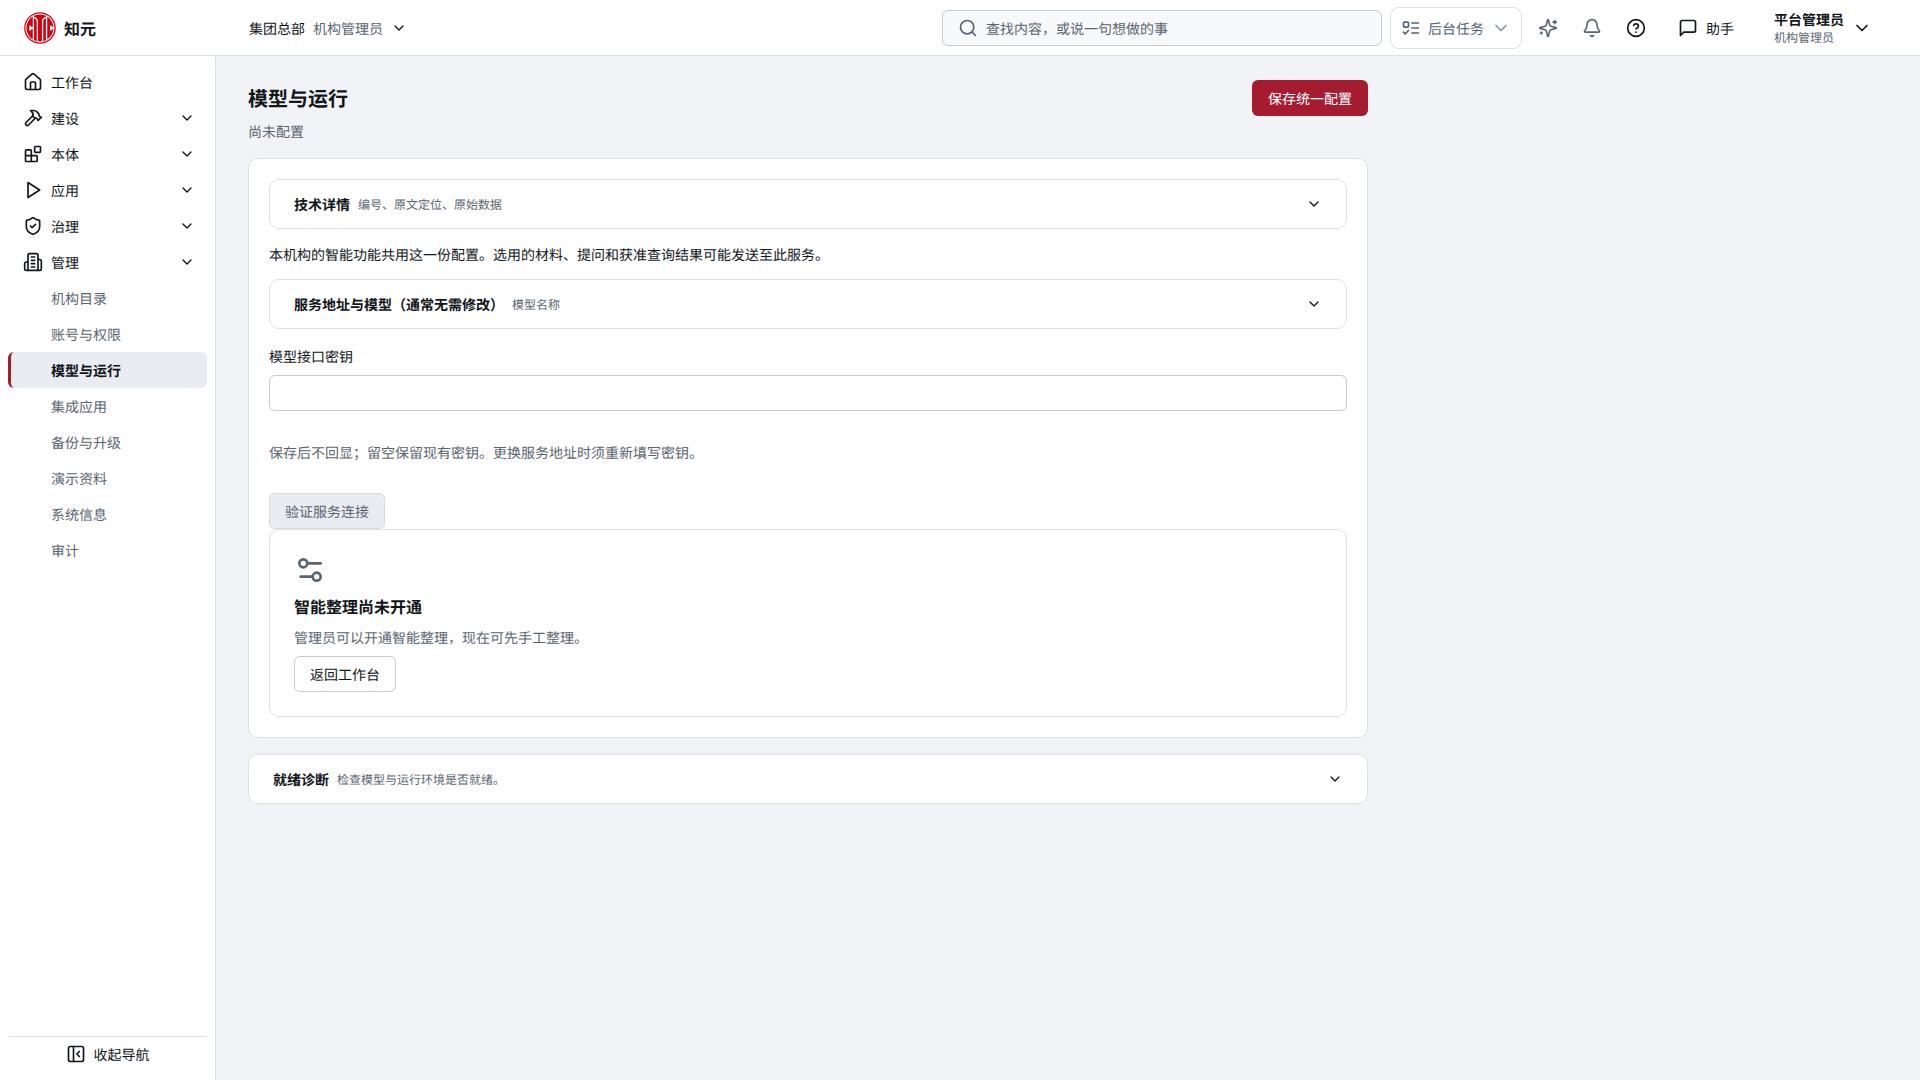 知元
集团总部 机构管理员
查找内容，或说一句想做的事
后台任务
助手
平台管理员
机构管理员
工作台
建设
本体
应用
治理
管理
机构目录
账号与权限
模型与运行
集成应用
备份与升级
演示资料
系统信息
审计
收起导航
模型与运行
保存统一配置
尚未配置
技术详情 编号、原文定位、原始数据
本机构的智能功能共用这一份配置。选用的材料、提问和获准查询结果可能发送至此服务。
服务地址与模型（通常无需修改） 模型名称
模型接口密钥
保存后不回显；留空保留现有密钥。更换服务地址时须重新填写密钥。
验证服务连接
智能整理尚未开通
管理员可以开通智能整理，现在可先手工整理。
返回工作台
就绪诊断 检查模型与运行环境是否就绪。